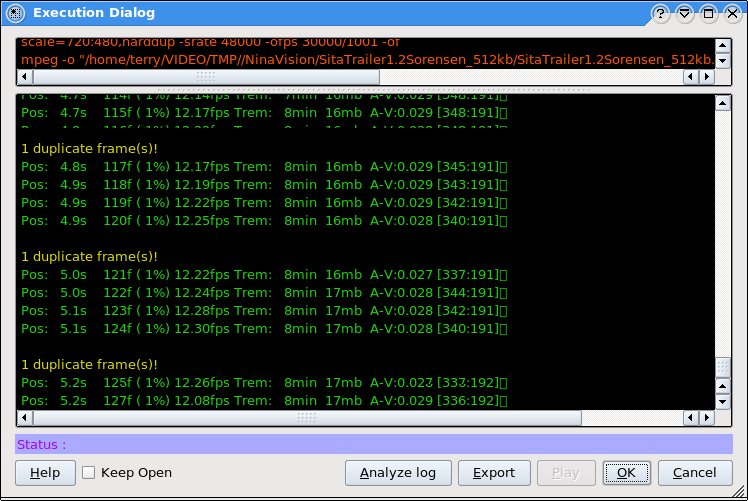 Execution Dialog
scale=720:480,harddup -srate 48000 -ofps 30000/1001 -of
mpeg -o "/home/terry/VIDEO/TMP//NinaVision/SitaTrailer1.2Sorensen_512kb/SitaTrailer1.2Sorensen_512kb.
Pos: 4.7s 114f ( 1%) 12.14fps Trem: 7min 16mb A-V:0.029 [348:191]
Pos: 4.7s 115f ( 1%) 12.17fps Trem: 8min 16mb A-V:0.029 [348:191]
1 duplicate frame(s)!
Pos: 4.8s 117f ( 1%) 12.17fps Trem: 8min 16mb A-V:0.029 [345:191]
Pos: 4.9s 118f ( 1%) 12.19fps Trem: 8min 16mb A-V:0.029 [343:191]
Pos: 4.9s 119f ( 1%) 12.22fps Trem: 8min 16mb A-V:0.029 [342:191]
Pos: 4.9s 120f ( 1%) 12.25fps Trem: 8min 16mb A-V:0.028 [340:191]
1 duplicate frame(s)!
Pos: 5.0s 121f ( 1%) 12.22fps Trem: 8min 16mb A-V:0.027 [337:191]
Pos: 5.0s 122f ( 1%) 12.24fps Trem: 8min 17mb A-V:0.028 [344:191]
Pos: 5.1s 123f ( 1%) 12.28fps Trem: 8min 17mb A-V:0.028 [342:191]
Pos: 5.1s 124f ( 1%) 12.30fps Trem: 8min 17mb A-V:0.028 [340:191]
1 duplicate frame(s)!
Pos: 5.2s 125f ( 1%) 12.26fps Trem: 8min 17mb A-V:0.023 [333:192]
Pos: 5.2s 127f ( 1%) 12.08fps Trem: 8min 17mb A-V:0.029 [336:192]
Status :
Help Keep Open Analyze log Export Play OK Cancel